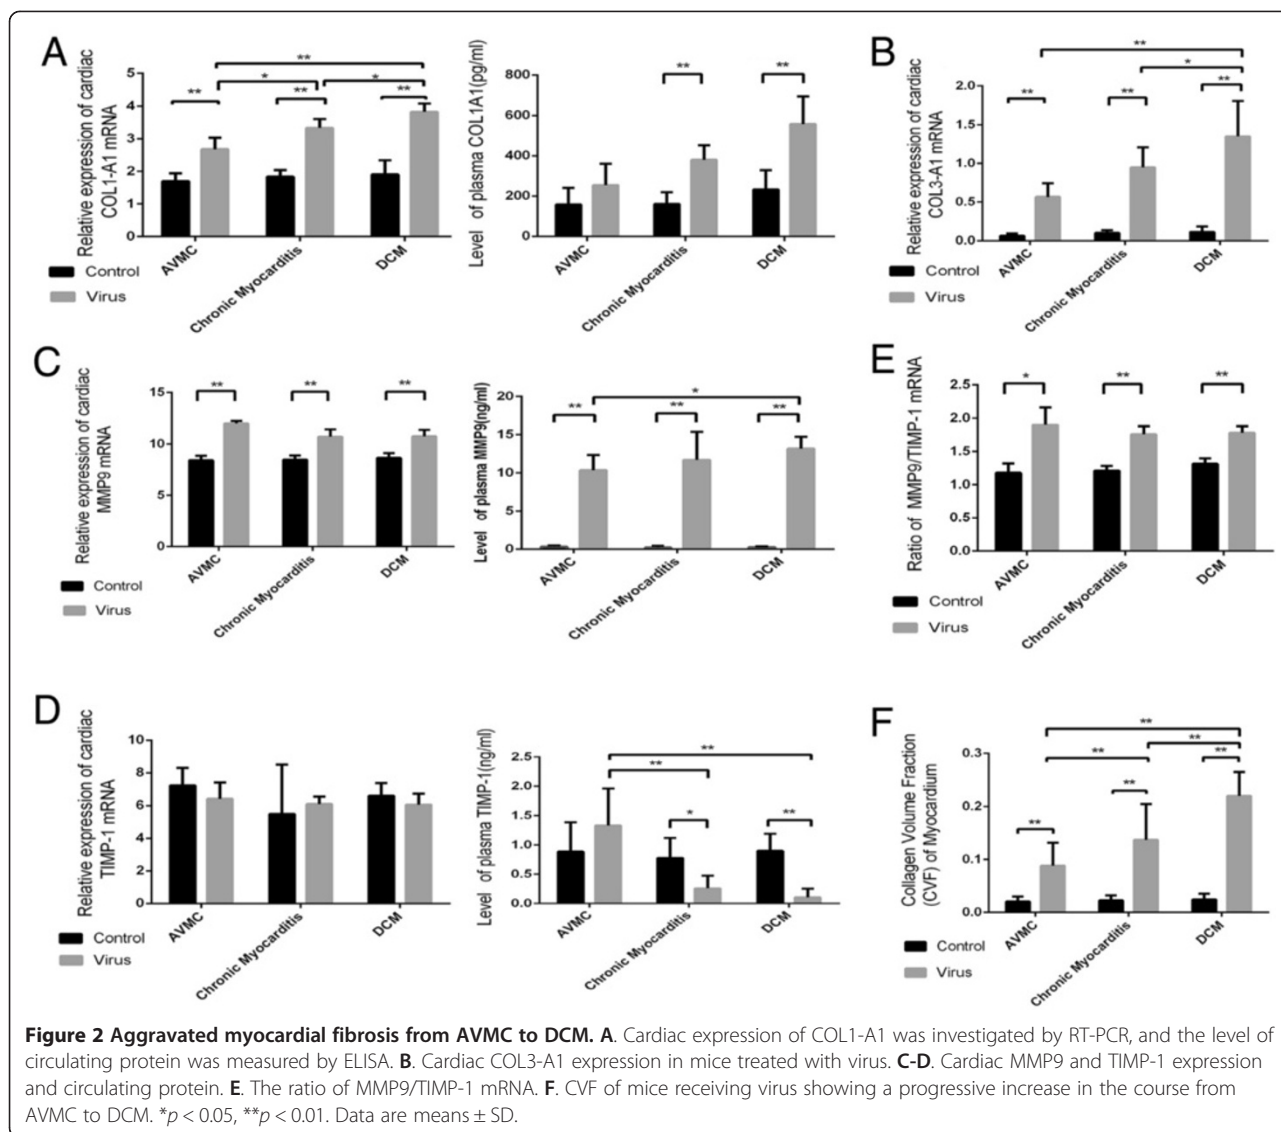 A
Relative expression of cardiac
COL1-A1 mRNA
5
4
3
2
1
0
**
**
*
*
**
**
AVMC
Chronic Myocarditis
DCM
Control
Virus
Level of plasma COL1A1(pg/ml)
800
600
400
200
0
**
**
AVMC
Chronic Myocarditis
DCM
B
Relative expression of cardiac
COL3-A1 mRNA
2.0
1.5
1.0
0.5
0.0
**
*
**
**
**
AVMC
Chronic Myocarditis
DCM
Control
Virus
C
Relative expression of cardiac
MMP9 mRNA
15
10
5
0
**
**
**
AVMC
Chronic Myocarditis
DCM
Control
Virus
Level of plasma MMP9(ng/ml)
20
15
10
5
0
*
**
**
**
AVMC
Chronic Myocarditis
DCM
E
Ratio of MMP9/TIMP-1 mRNA
2.5
2.0
1.5
1.0
0.5
0.0
*
**
**
AVMC
Chronic Myocarditis
DCM
Control
Virus
D
Relative expression of cardiac
TIMP-1 mRNA
10
8
6
4
2
0
AVMC
Chronic Myocarditis
DCM
Control
Virus
Level of plasma TIMP-1(ng/ml)
2.5
2.0
1.5
1.0
0.5
0.0
**
**
*
**
AVMC
Chronic Myocarditis
DCM
F
Collagen Volume Fraction
(CVF) of Myocardium
0.3
0.2
0.1
0.0
**
**
**
**
**
**
AVMC
Chronic Myocarditis
DCM
Control
Virus
Figure 2 Aggravated myocardial fibrosis from AVMC to DCM. A. Cardiac expression of COL1-A1 was investigated by RT-PCR, and the level of
circulating protein was measured by ELISA. B. Cardiac COL3-A1 expression in mice treated with virus. C-D. Cardiac MMP9 and TIMP-1 expression
and circulating protein. E. The ratio of MMP9/TIMP-1 mRNA. F. CVF of mice receiving virus showing a progressive increase in the course from
AVMC to DCM. *p < 0.05, **p < 0.01. Data are means ± SD.